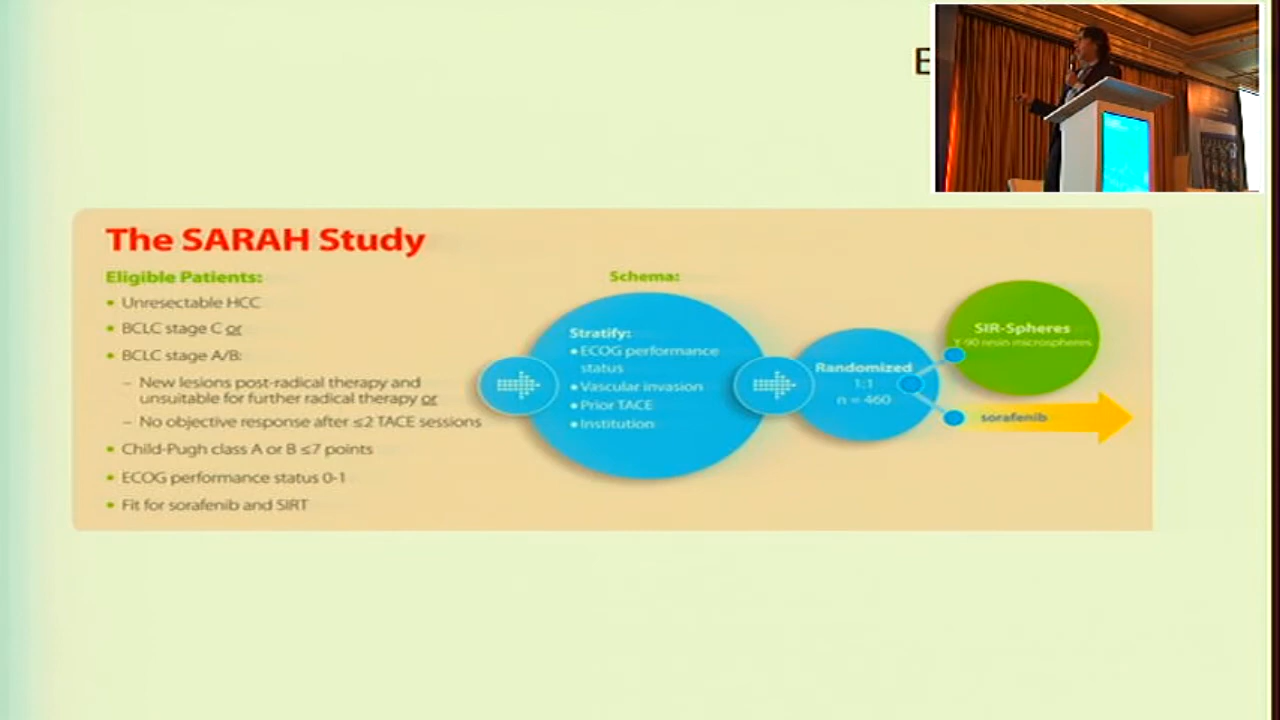 E
The SARAH Study
Eligible Patients:
• Unresectable HCC
• BCLC stage C or
• BCLC stage A/B:
– New lesions post-radical therapy and
unsuitable for further radical therapy or
– No objective response after ≤2 TACE sessions
• Child-Pugh class A or B ≤7 points
• ECOG performance status 0-1
• Fit for sorafenib and SIRT
Schema:
Stratify:
• ECOG performance
status
• Vascular invasion
• Prior TACE
• Institution
Randomized
1:1
n = 460
SIR-Spheres
Y-90 resin microspheres
sorafenib